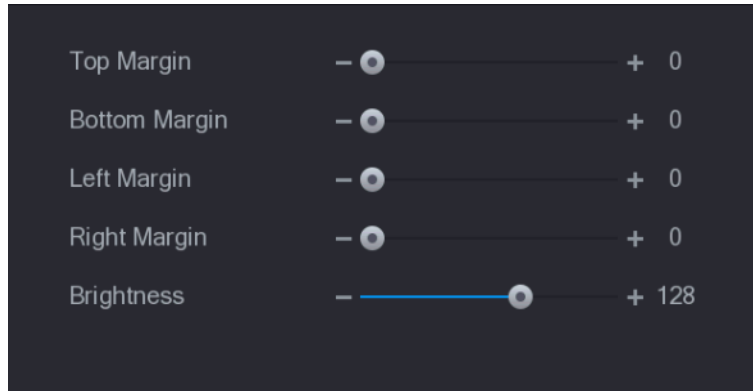 Top Margin − + 0
Bottom Margin − + 0
Left Margin − + 0
Right Margin − + 0
Brightness − + 128